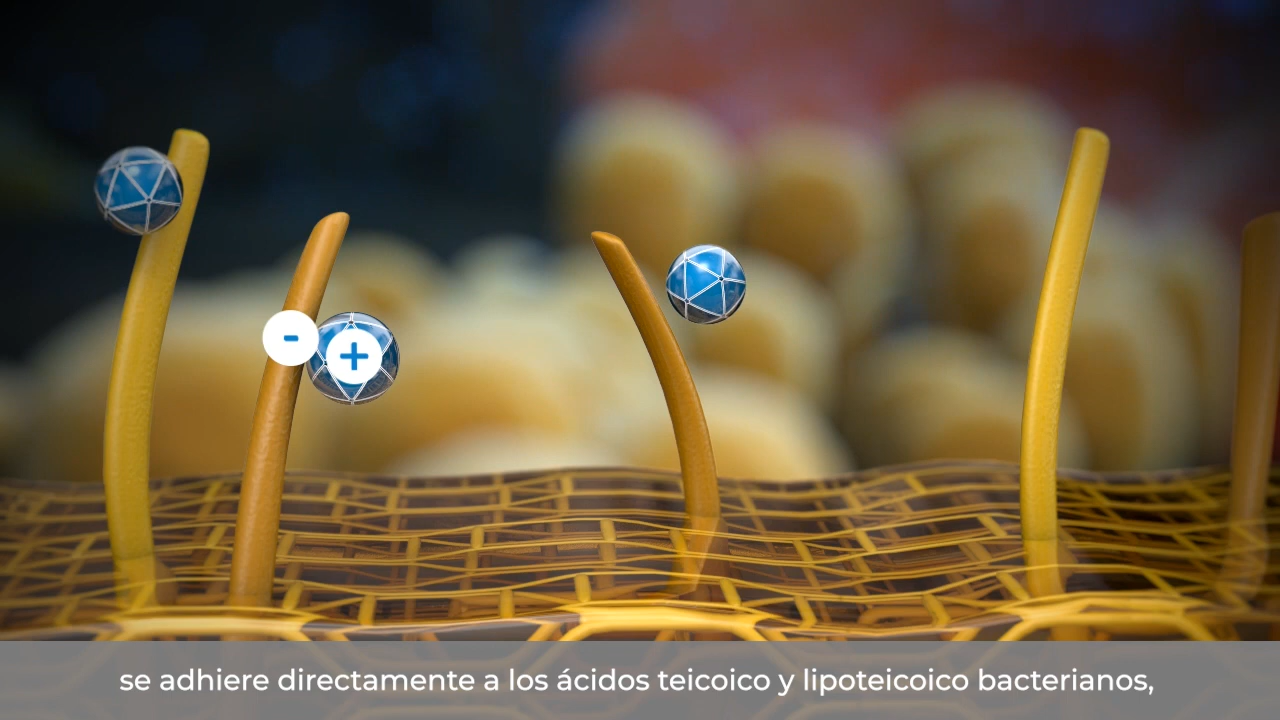 -
+
se adhiere directamente a los ácidos teicoico y lipoteicoico bacterianos,